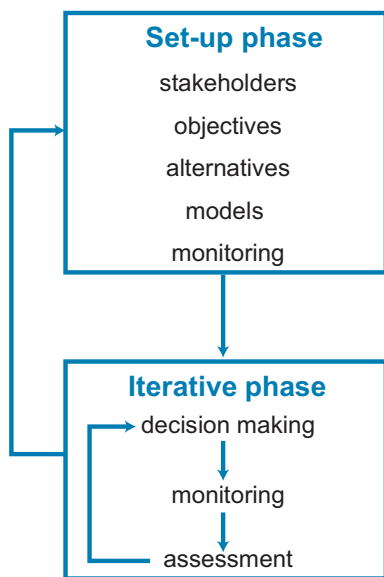 Set-up phase
stakeholders
objectives
alternatives
models
monitoring
Iterative phase
decision making
monitoring
assessment